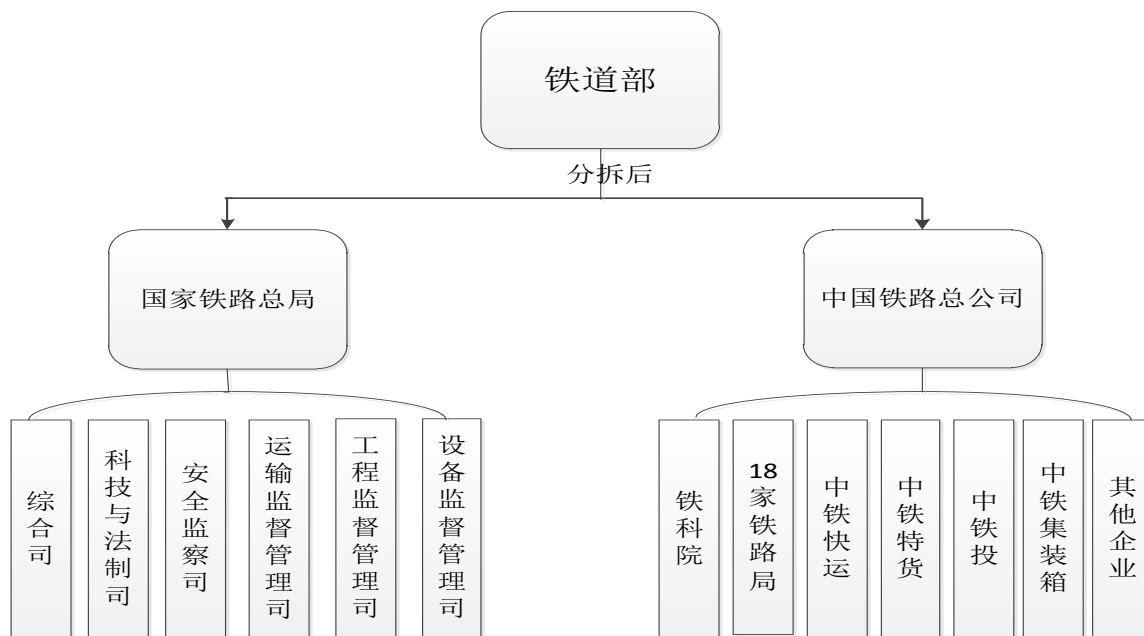 铁道部
分拆后
国家铁路总局
中国铁路总公司
综合司
科技与法制司
安全监察司
运输监督管理司
工程监督管理司
设备监督管理司
铁科院
18家铁路局
中铁快运
中铁特货
中铁投
中铁集装箱
其他企业